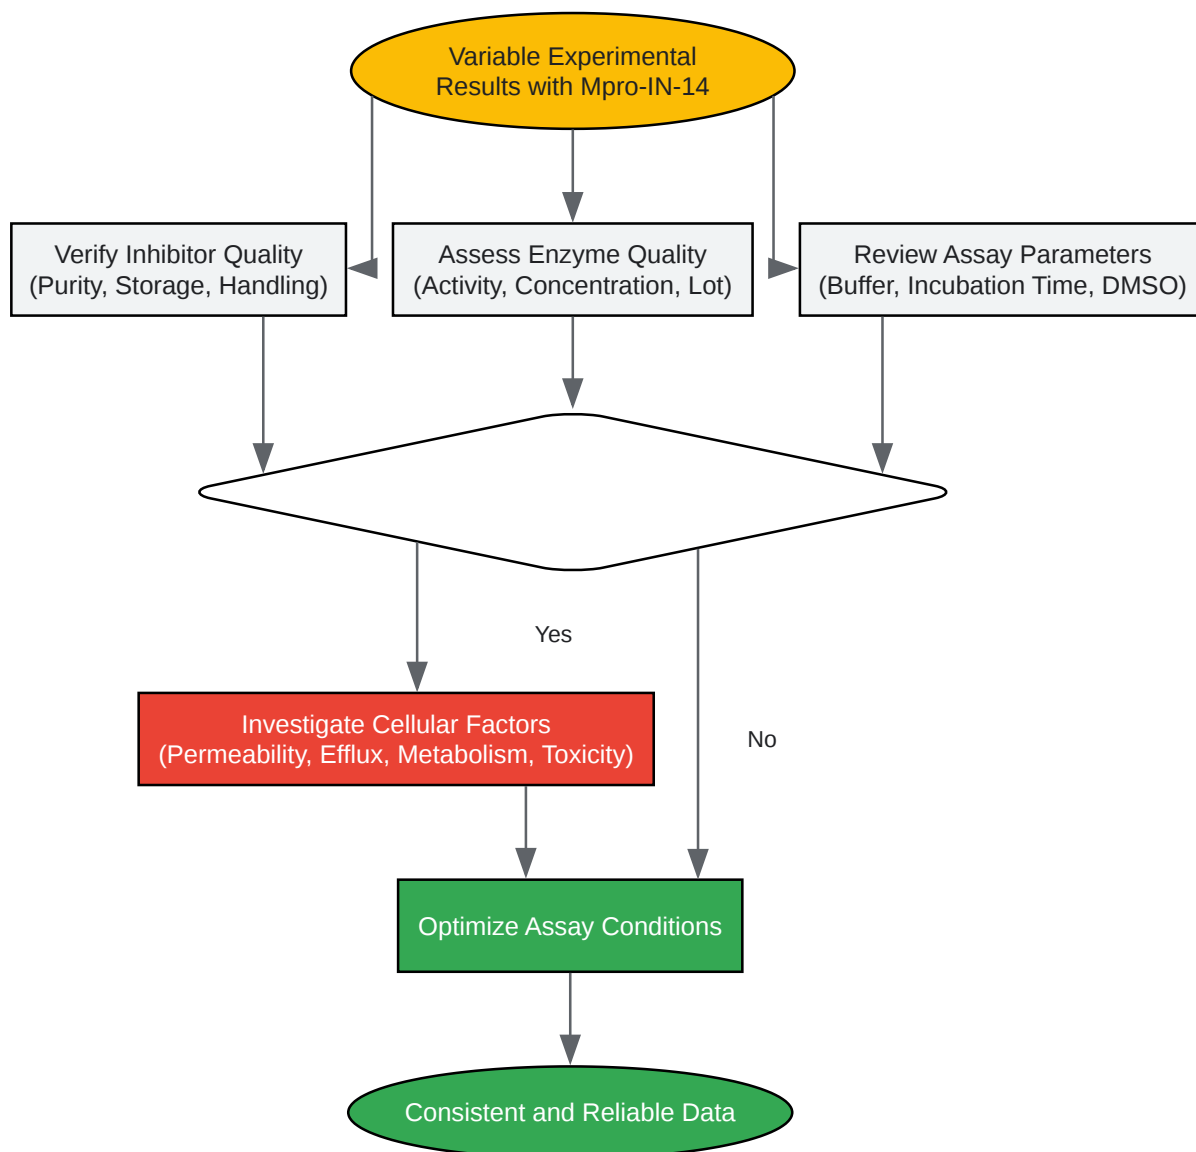 Variable Experimental
Results with Mpro-IN-14
Verify Inhibitor Quality
(Purity, Storage, Handling)
Assess Enzyme Quality
(Activity, Concentration, Lot)
Review Assay Parameters
(Buffer, Incubation Time, DMSO)
Yes
Investigate Cellular Factors
(Permeability, Efflux, Metabolism, Toxicity)
No
Optimize Assay Conditions
Consistent and Reliable Data